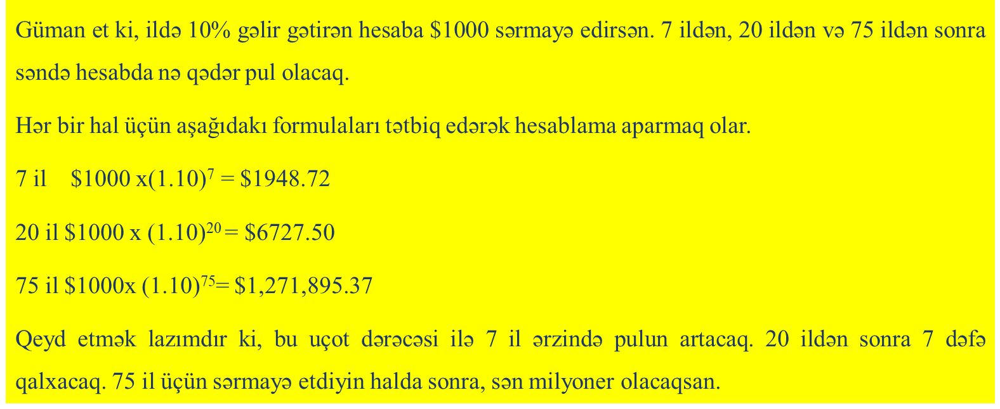 Güman et ki, ildə 10% gəlir gətirən hesaba $1000 sərmayə edirsən. 7 ildən, 20 ildən və 75 ildən sonra
səndə hesabda nə qədər pul olacaq.
Hər bir hal üçün aşağıdakı formulaları tətbiq edərək hesablama aparmaq olar.
7 il $1000 x(1.10)⁷ = $1948.72
20 il $1000 x (1.10)²⁰ = $6727.50
75 il $1000x (1.10)⁷⁵= $1,271,895.37
Qeyd etmək lazımdır ki, bu uçot dərəcəsi ilə 7 il ərzində pulun artacaq. 20 ildən sonra 7 dəfə
qalxacaq. 75 il üçün sərmayə etdiyin halda sonra, sən milyoner olacaqsan.